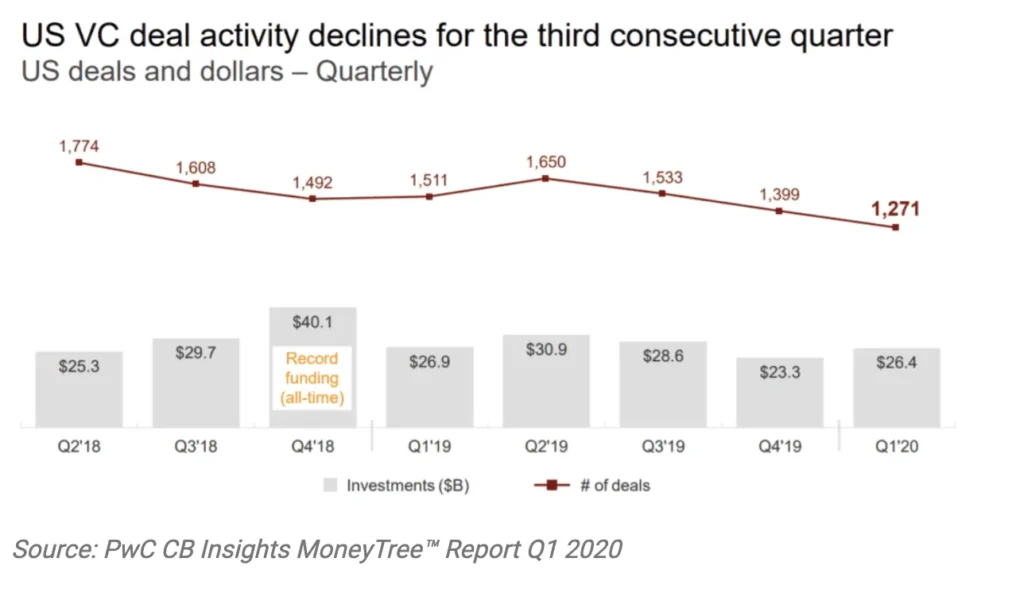 US VC deal activity declines for the third consecutive quarter
US deals and dollars – Quarterly
1,774
1,608
1,492
1,511
1,650
1,533
1,399
1,271
$25.3
$29.7
$40.1
Record
funding
(all-time)
$26.9
$30.9
$28.6
$23.3
$26.4
Q2'18 Q3'18 Q4'18 Q1'19 Q2'19 Q3'19 Q4'19 Q1'20
Investments ($B) # of deals
Source: PwC CB Insights MoneyTree™ Report Q1 2020